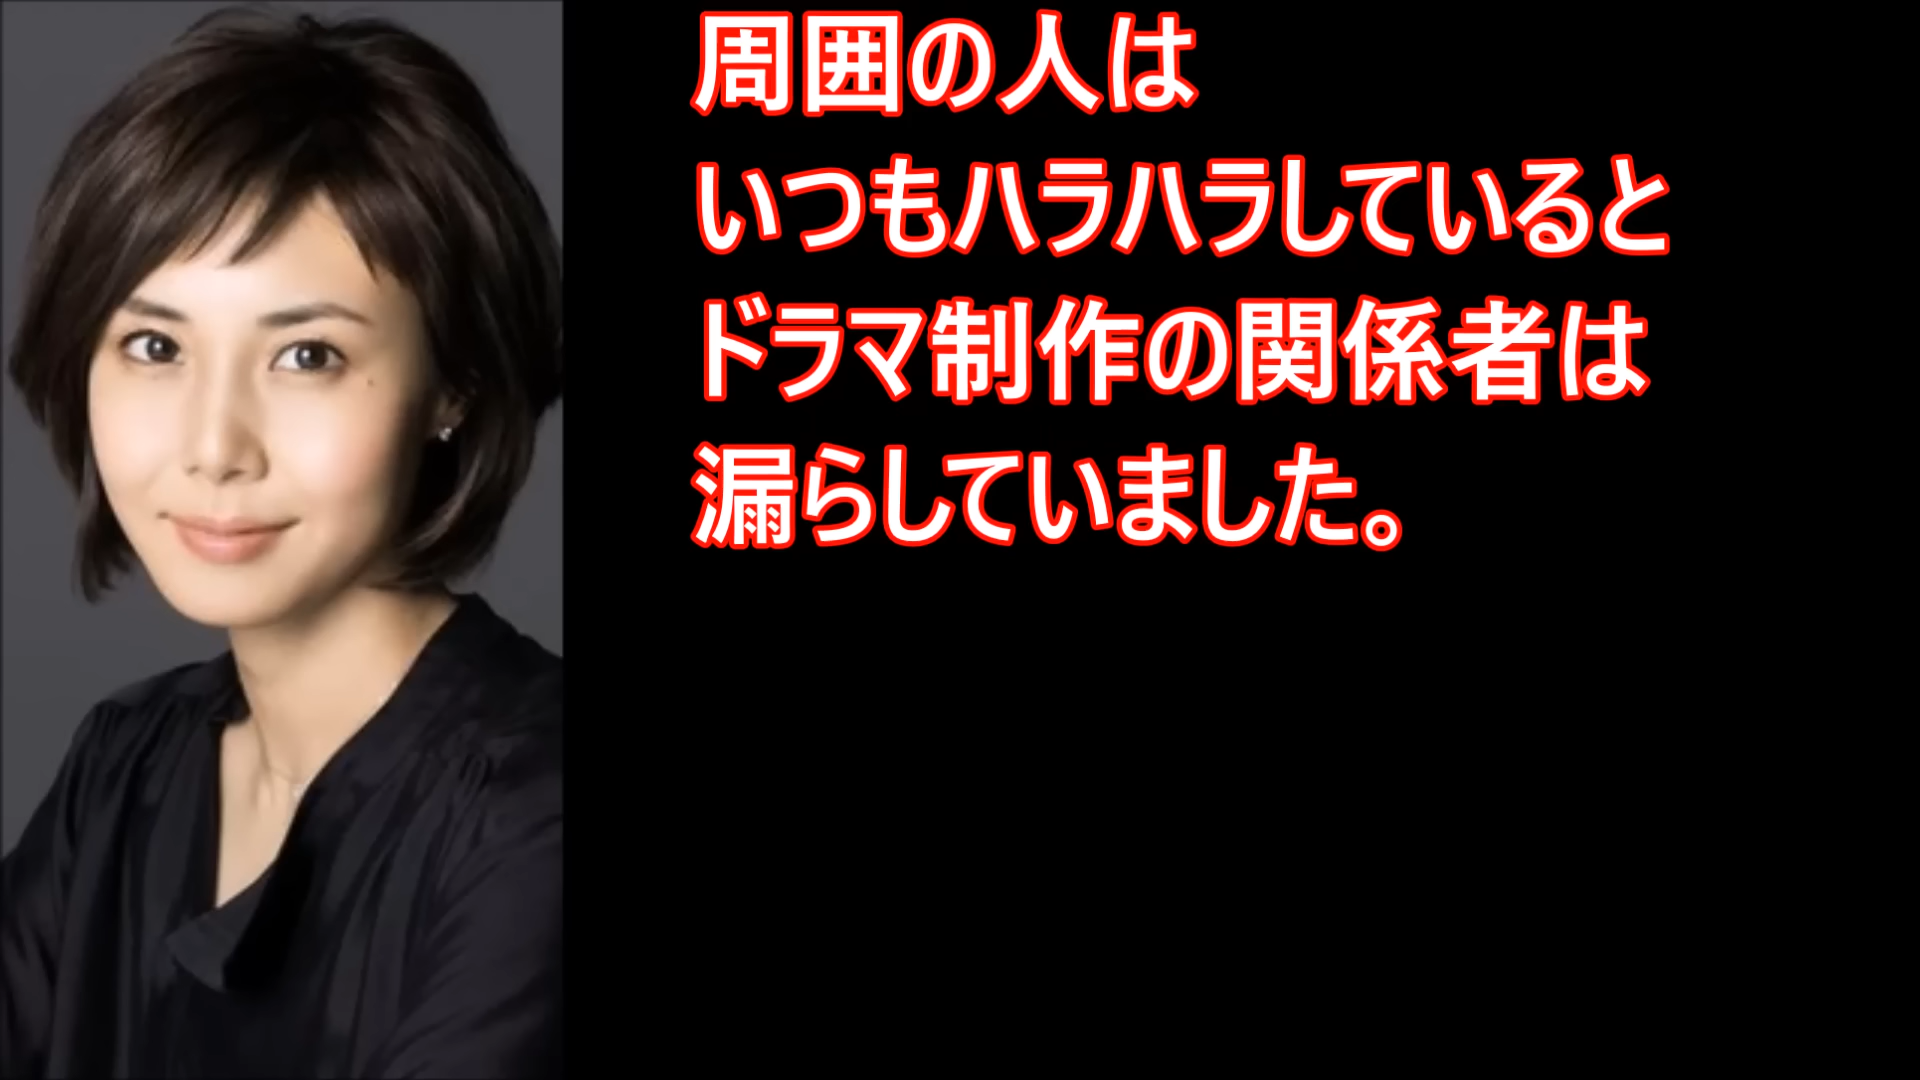 周囲の人は
いつもハラハラしていると
ドラマ制作の関係者は
漏らしていました。